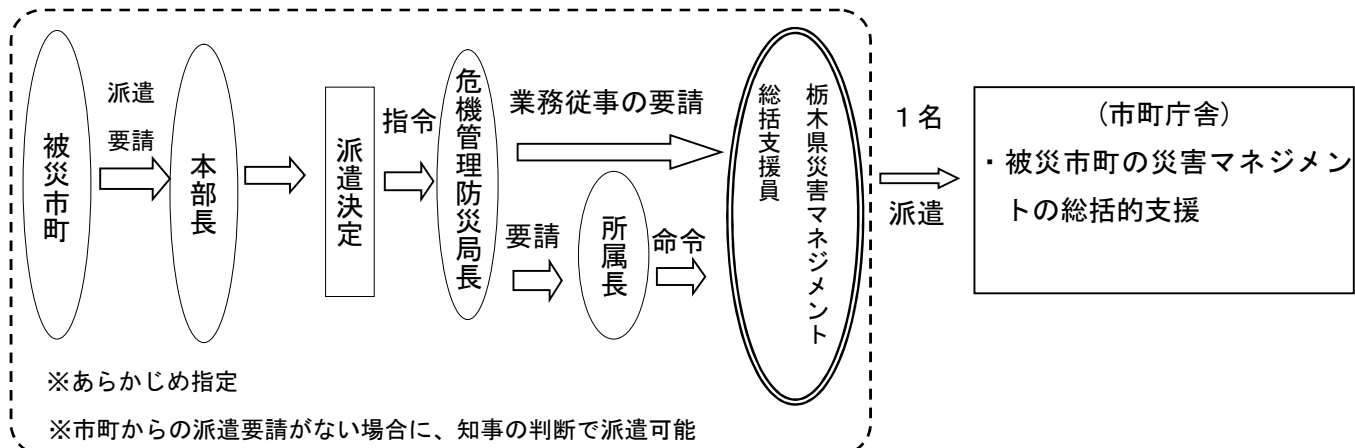 被災市町
派遣
要請
本部長
派遣決定
指令
危機管理防災局長
業務従事の要請
要請
所属長
命令
栃木県災害マネジメント
総括支援員
１名
派遣
（市町庁舎）
・被災市町の災害マネジメン
トの総括的支援
※あらかじめ指定
※市町からの派遣要請がない場合に、知事の判断で派遣可能